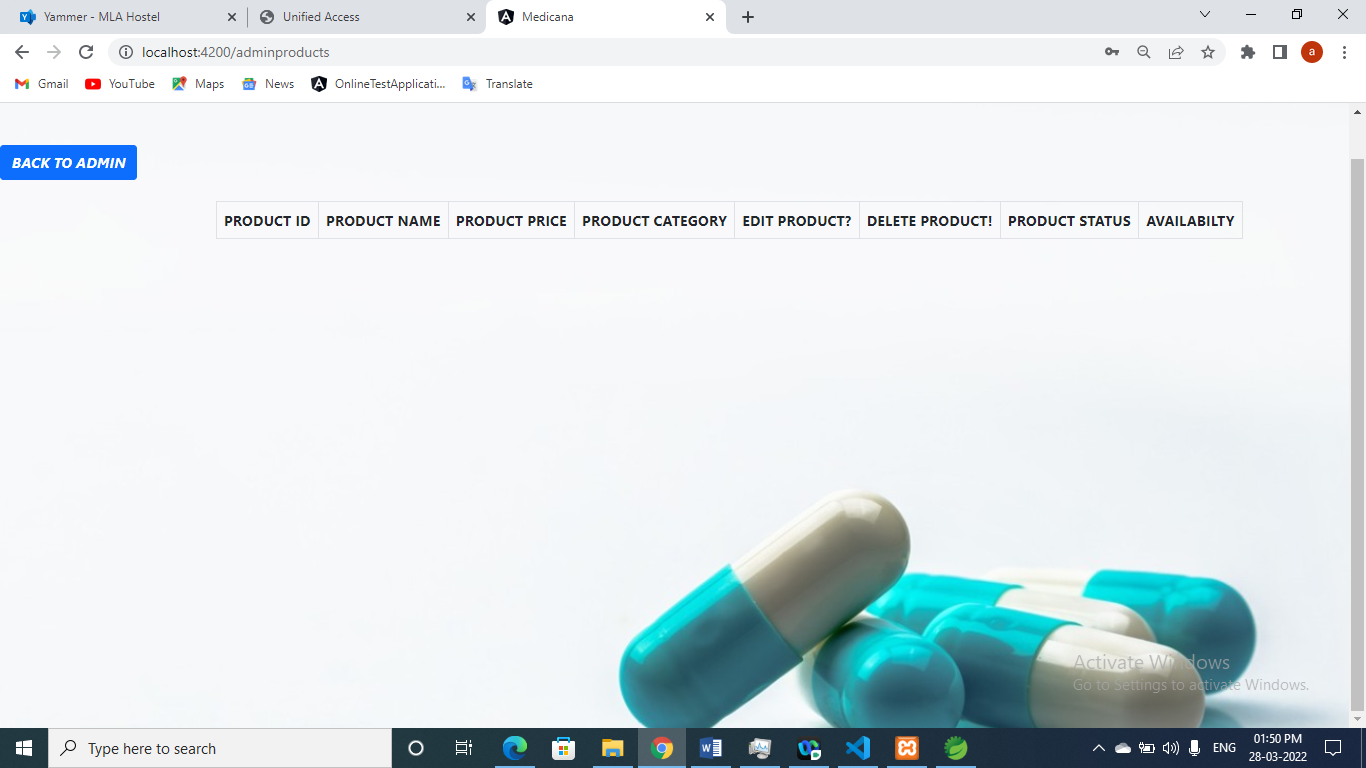 Yammer - MLA Hostel
Unified Access
Medicana
localhost:4200/adminproducts
a
Gmail
YouTube
Maps
News
OnlineTestApplicati...
Translate
BACK TO ADMIN
PRODUCT ID PRODUCT NAME PRODUCT PRICE PRODUCT CATEGORY EDIT PRODUCT? DELETE PRODUCT! PRODUCT STATUS AVAILABILTY
Activate Windows
Go to Settings to activate Windows.
Type here to search
ENG
01:50 PM
28-03-2022